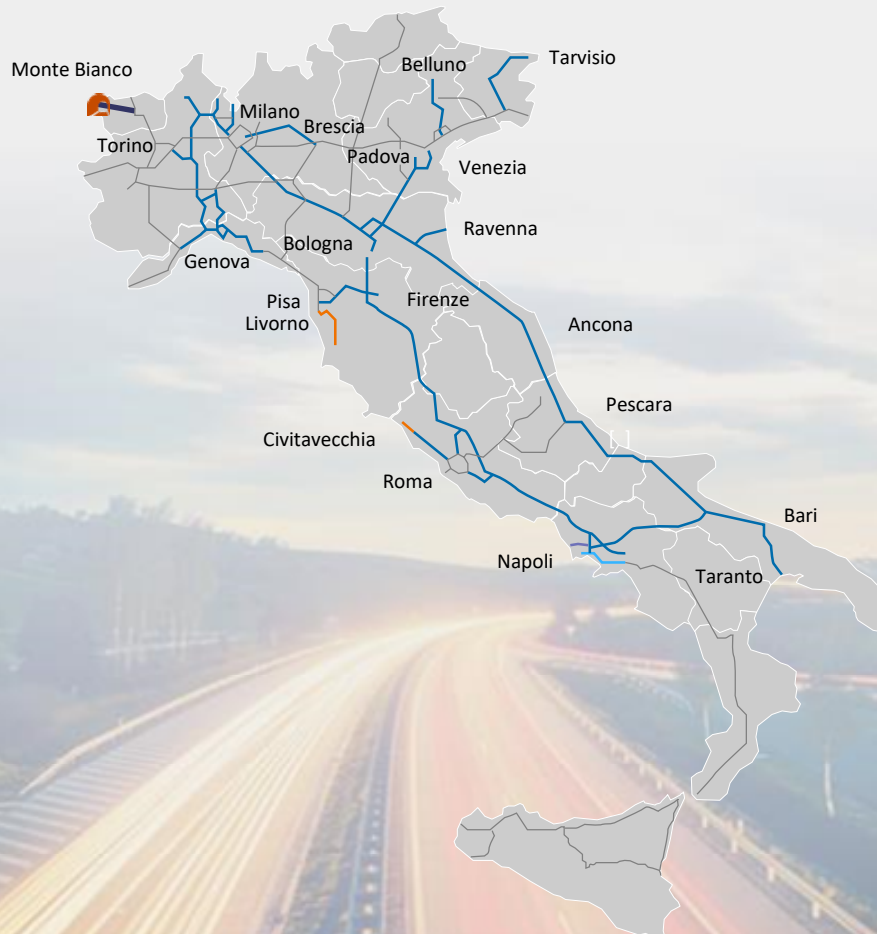 Tarvisio
Belluno
Monte Bianco
Milano
Brescia
Torino
Padova
Venezia
Ravenna
Bologna
Genova
Pisa
Livorno
Firenze
Ancona
Pescara
[ ]
Civitavecchia
Roma
Bari
Napoli
Taranto